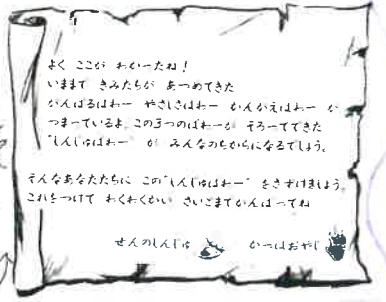 よく ここが わかーたね!
いままで きみたちが あつめてきた
がんばるぱわー やさしさぱわー かんがえぱわー が
つまっているよ。この3つのぱわーが そろってできた
"しんじゅぱわー" が みんなのちからになるでしょう。
そんなあなたたちに この"しんじゅぱわー" をさずけましょう。
これをつけて わくわくかい さいごまでがんばってね
せんのしんじゅ かっぱおやじ